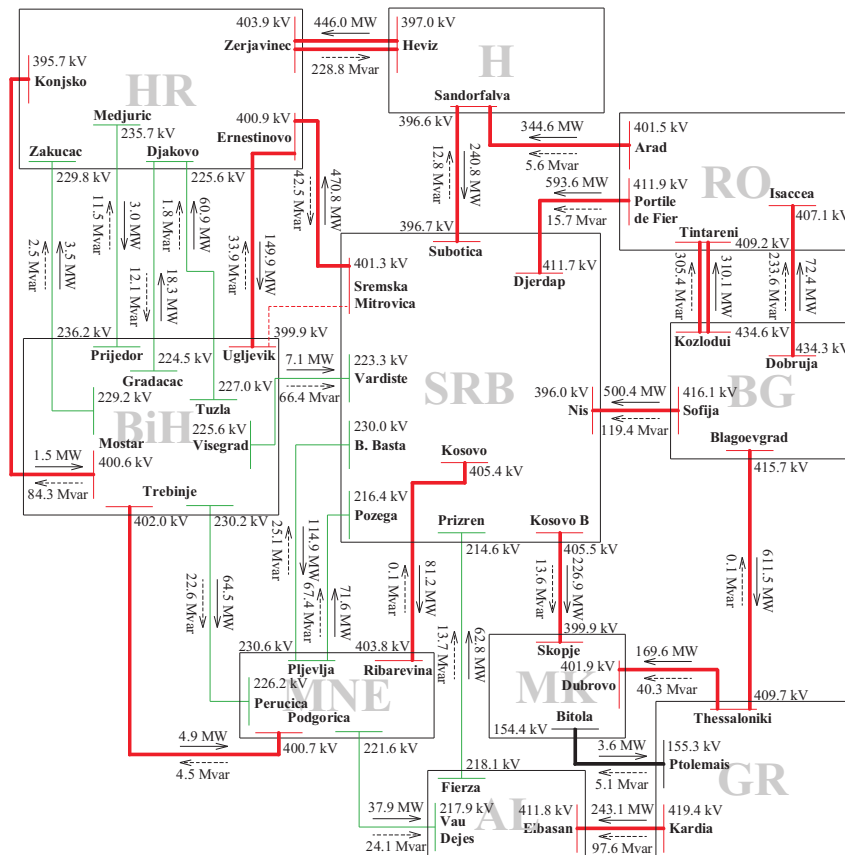 403.9 kV
446.0 MW
397.0 kV
Zerjavinec
Heviz
H
395.7 kV
Konjsko
228.8 Mvar
HR
Sandorfalva
Medjuric
400.9 kV
396.6 kV
344.6 MW
401.5 kV
235.7 kV
Ernestinovo
Arad
Zakucac
Djakovo
5.6 Mvar
RO
229.8 kV
225.6 kV
12.8 Mvar
240.8 MW
593.6 MW
411.9 kV
Isaccea
42.5 Mvar
470.8 MW
Portile
de Fier
407.1 kV
15.7 Mvar
Tintareni
2.5 Mvar
3.5 MW
11.5 Mvar
3.0 MW
1.8 Mvar
60.9 MW
396.7 kV
409.2 kV
Subotica
411.7 kV
33.9 Mvar
149.9 MW
401.3 kV
Djerdap
305.4 Mvar
310.1 MW
233.6 Mvar
72.4 MW
12.1 Mvar
18.3 MW
Sremska
Mitrovica
236.2 kV
399.9 kV
434.6 kV
Prijedor
Ugljevik
Kozlodui
434.3 kV
224.5 kV
7.1 MW
223.3 kV
Dobruja
Gradacac
Vardiste
SRB
BG
229.2 kV
227.0 kV
66.4 Mvar
396.0 kV
500.4 MW
416.1 kV
BiH
Tuzla
Nis
Sofija
225.6 kV
230.0 kV
119.4 Mvar
Mostar
Visegrad
B. Basta
Kosovo
Blagoevgrad
1.5 MW
400.6 kV
405.4 kV
415.7 kV
84.3 Mvar
Trebinje
216.4 kV
Pozega
Prizren
Kosovo B
402.0 kV
230.2 kV
214.6 kV
405.5 kV
25.1 Mvar
114.9 MW
22.6 Mvar
64.5 MW
67.4 Mvar
71.6 MW
0.1 Mvar
81.2 MW
13.6 Mvar
226.9 MW
0.1 Mvar
611.5 MW
399.9 kV
230.6 kV
403.8 kV
13.7 Mvar
62.8 MW
Skopje
169.6 MW
Pljevlja
Ribarevina
401.9 kV
226.2 kV
MK
Dubrovo
40.3 Mvar
409.7 kV
MNE
Perucica
Bitola
Thessaloniki
Podgorica
154.4 kV
4.9 MW
400.7 kV
221.6 kV
3.6 MW
155.3 kV
4.5 Mvar
218.1 kV
5.1 Mvar
Ptolemais
GR
Fierza
37.9 MW
217.9 kV
AL
411.8 kV
243.1 MW
419.4 kV
Vau
Dejes
Elbasan
Kardia
24.1 Mvar
97.6 Mvar